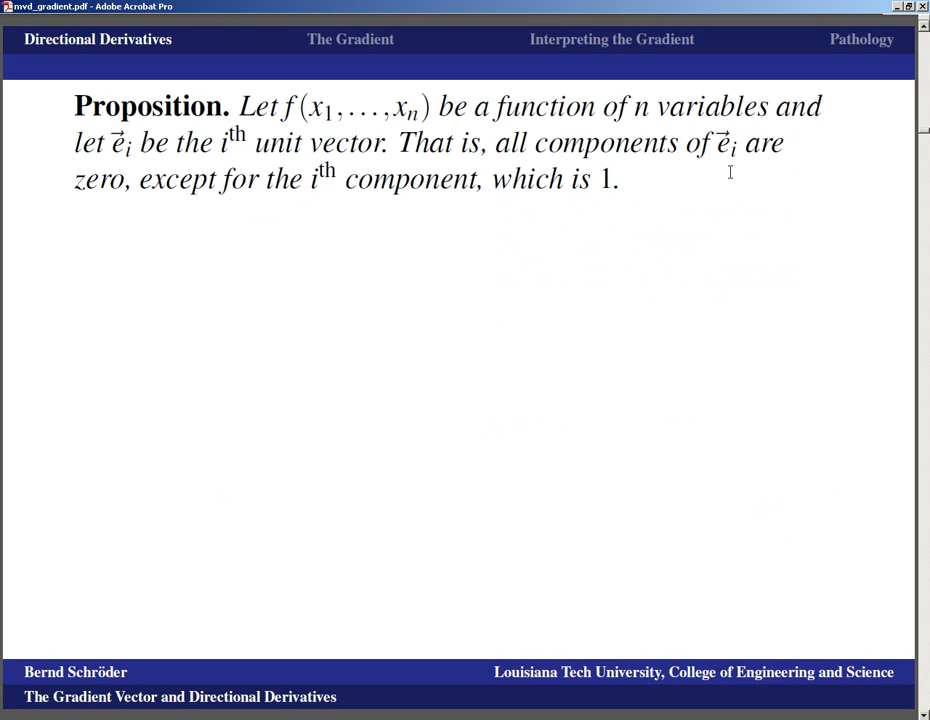 mvd_gradient.pdf - Adobe Acrobat Pro
Directional Derivatives The Gradient Interpreting the Gradient Pathology
Proposition. Let f(x₁,…,xₙ) be a function of n variables and
let e⃗ᵢ be the iᵗʰ unit vector. That is, all components of e⃗ᵢ are
zero, except for the iᵗʰ component, which is 1.
Bernd Schröder Louisiana Tech University, College of Engineering and Science
The Gradient Vector and Directional Derivatives